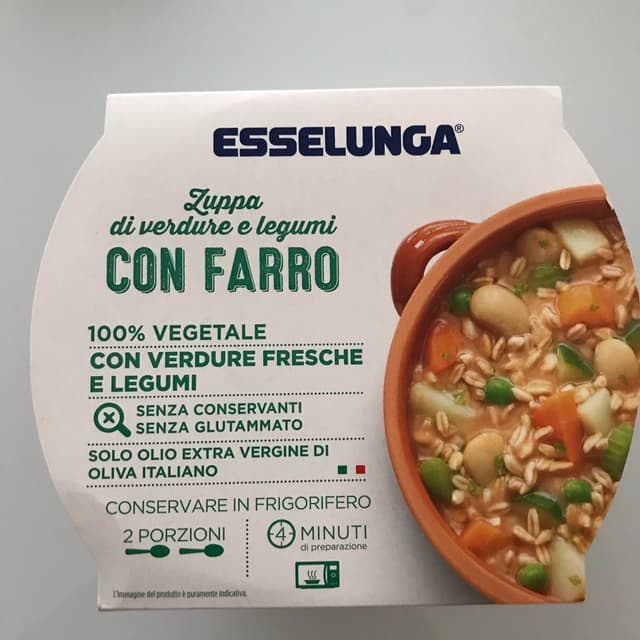 ESSELUNGA®
Zuppa
di verdure e legumi
CON FARRO
100% VEGETALE
CON VERDURE FRESCHE
E LEGUMI
SENZA CONSERVANTI
SENZA GLUTAMMATO
SOLO OLIO EXTRA VERGINE DI
OLIVA ITALIANO
CONSERVARE IN FRIGORIFERO
2 PORZIONI
4 MINUTI
di preparazione
L'immagine del prodotto è puramente indicativa.